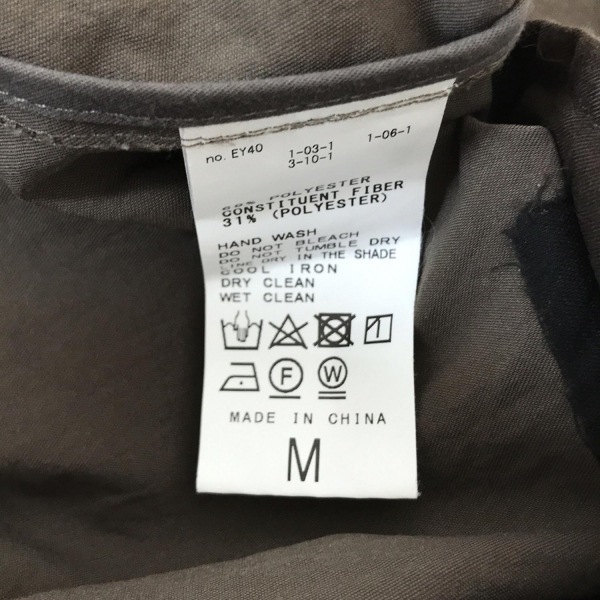 no. EY40 1-03-1 1-06-1
3-10-1
POLYESTER
CONSTITUENT FIBER
31% (POLYESTER)
HAND WASH
DO NOT BLEACH
DO NOT TUMBLE DRY
LINE DRY IN THE SHADE
COOL IRON
DRY CLEAN
WET CLEAN
F W
MADE IN CHINA
M